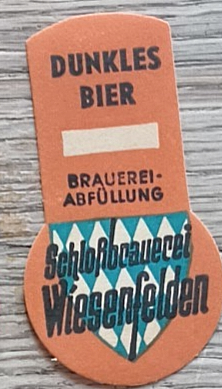 DUNKLES
BIER
BRAUEREI-
ABFÜLLUNG
Schloßbrauerei
Wiesenfelden